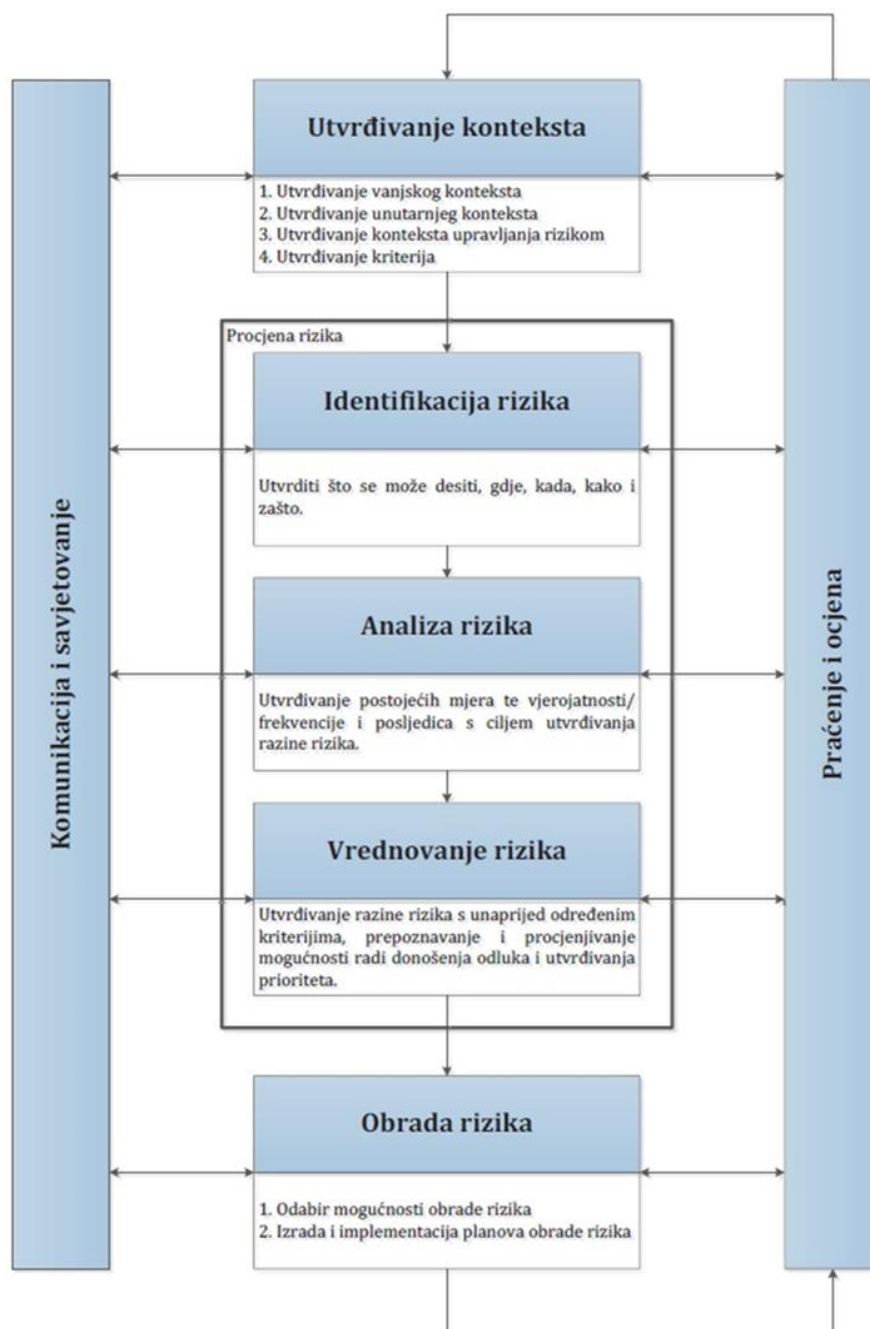 Utvrđivanje konteksta
1. Utvrđivanje vanjskog konteksta
2. Utvrđivanje unutarnjeg konteksta
3. Utvrđivanje konteksta upravljanja rizikom
4. Utvrđivanje kriterija
Procjena rizika
Identifikacija rizika
Utvrditi što se može desiti, gdje, kada, kako i
zašto.
Analiza rizika
Utvrđivanje postojećih mjera te vjerojatnosti/
frekvencije i posljedica s ciljem utvrđivanja
razine rizika.
Vrednovanje rizika
Utvrđivanje razine rizika s unaprijed određenim
kriterijima, prepoznavanje i procjenjivanje
mogućnosti radi donošenja odluka i utvrđivanja
prioriteta.
Obrada rizika
1. Odabir mogućnosti obrade rizika
2. Izrada i implementacija planova obrade rizika
Komunikacija i savjetovanje
Praćenje i ocjena